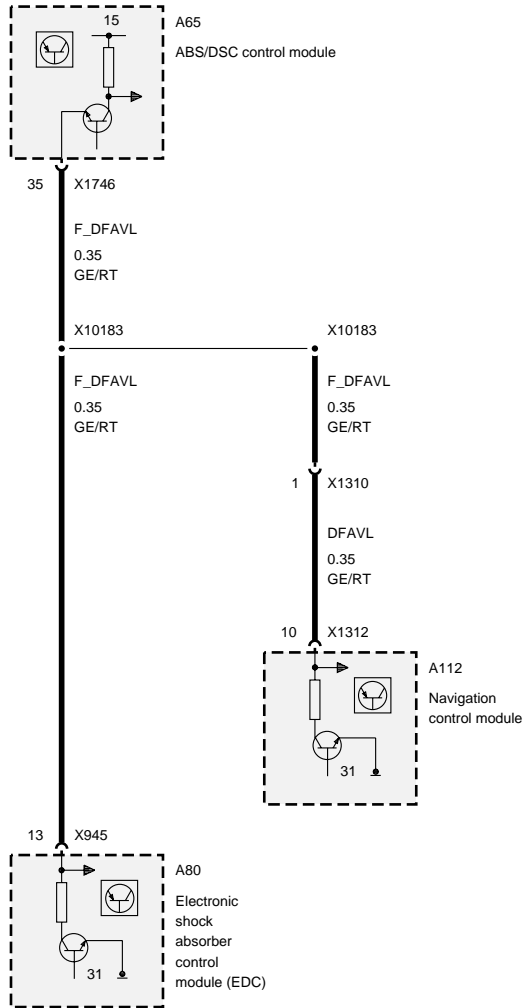 15
A65
ABS/DSC control module
35 X1746
F_DFAVL
0.35
GE/RT
X10183
X10183
F_DFAVL
0.35
GE/RT
F_DFAVL
0.35
GE/RT
1 X1310
DFAVL
0.35
GE/RT
10 X1312
A112
Navigation
control module
31
13 X945
A80
Electronic
shock
absorber
control
module (EDC)
31